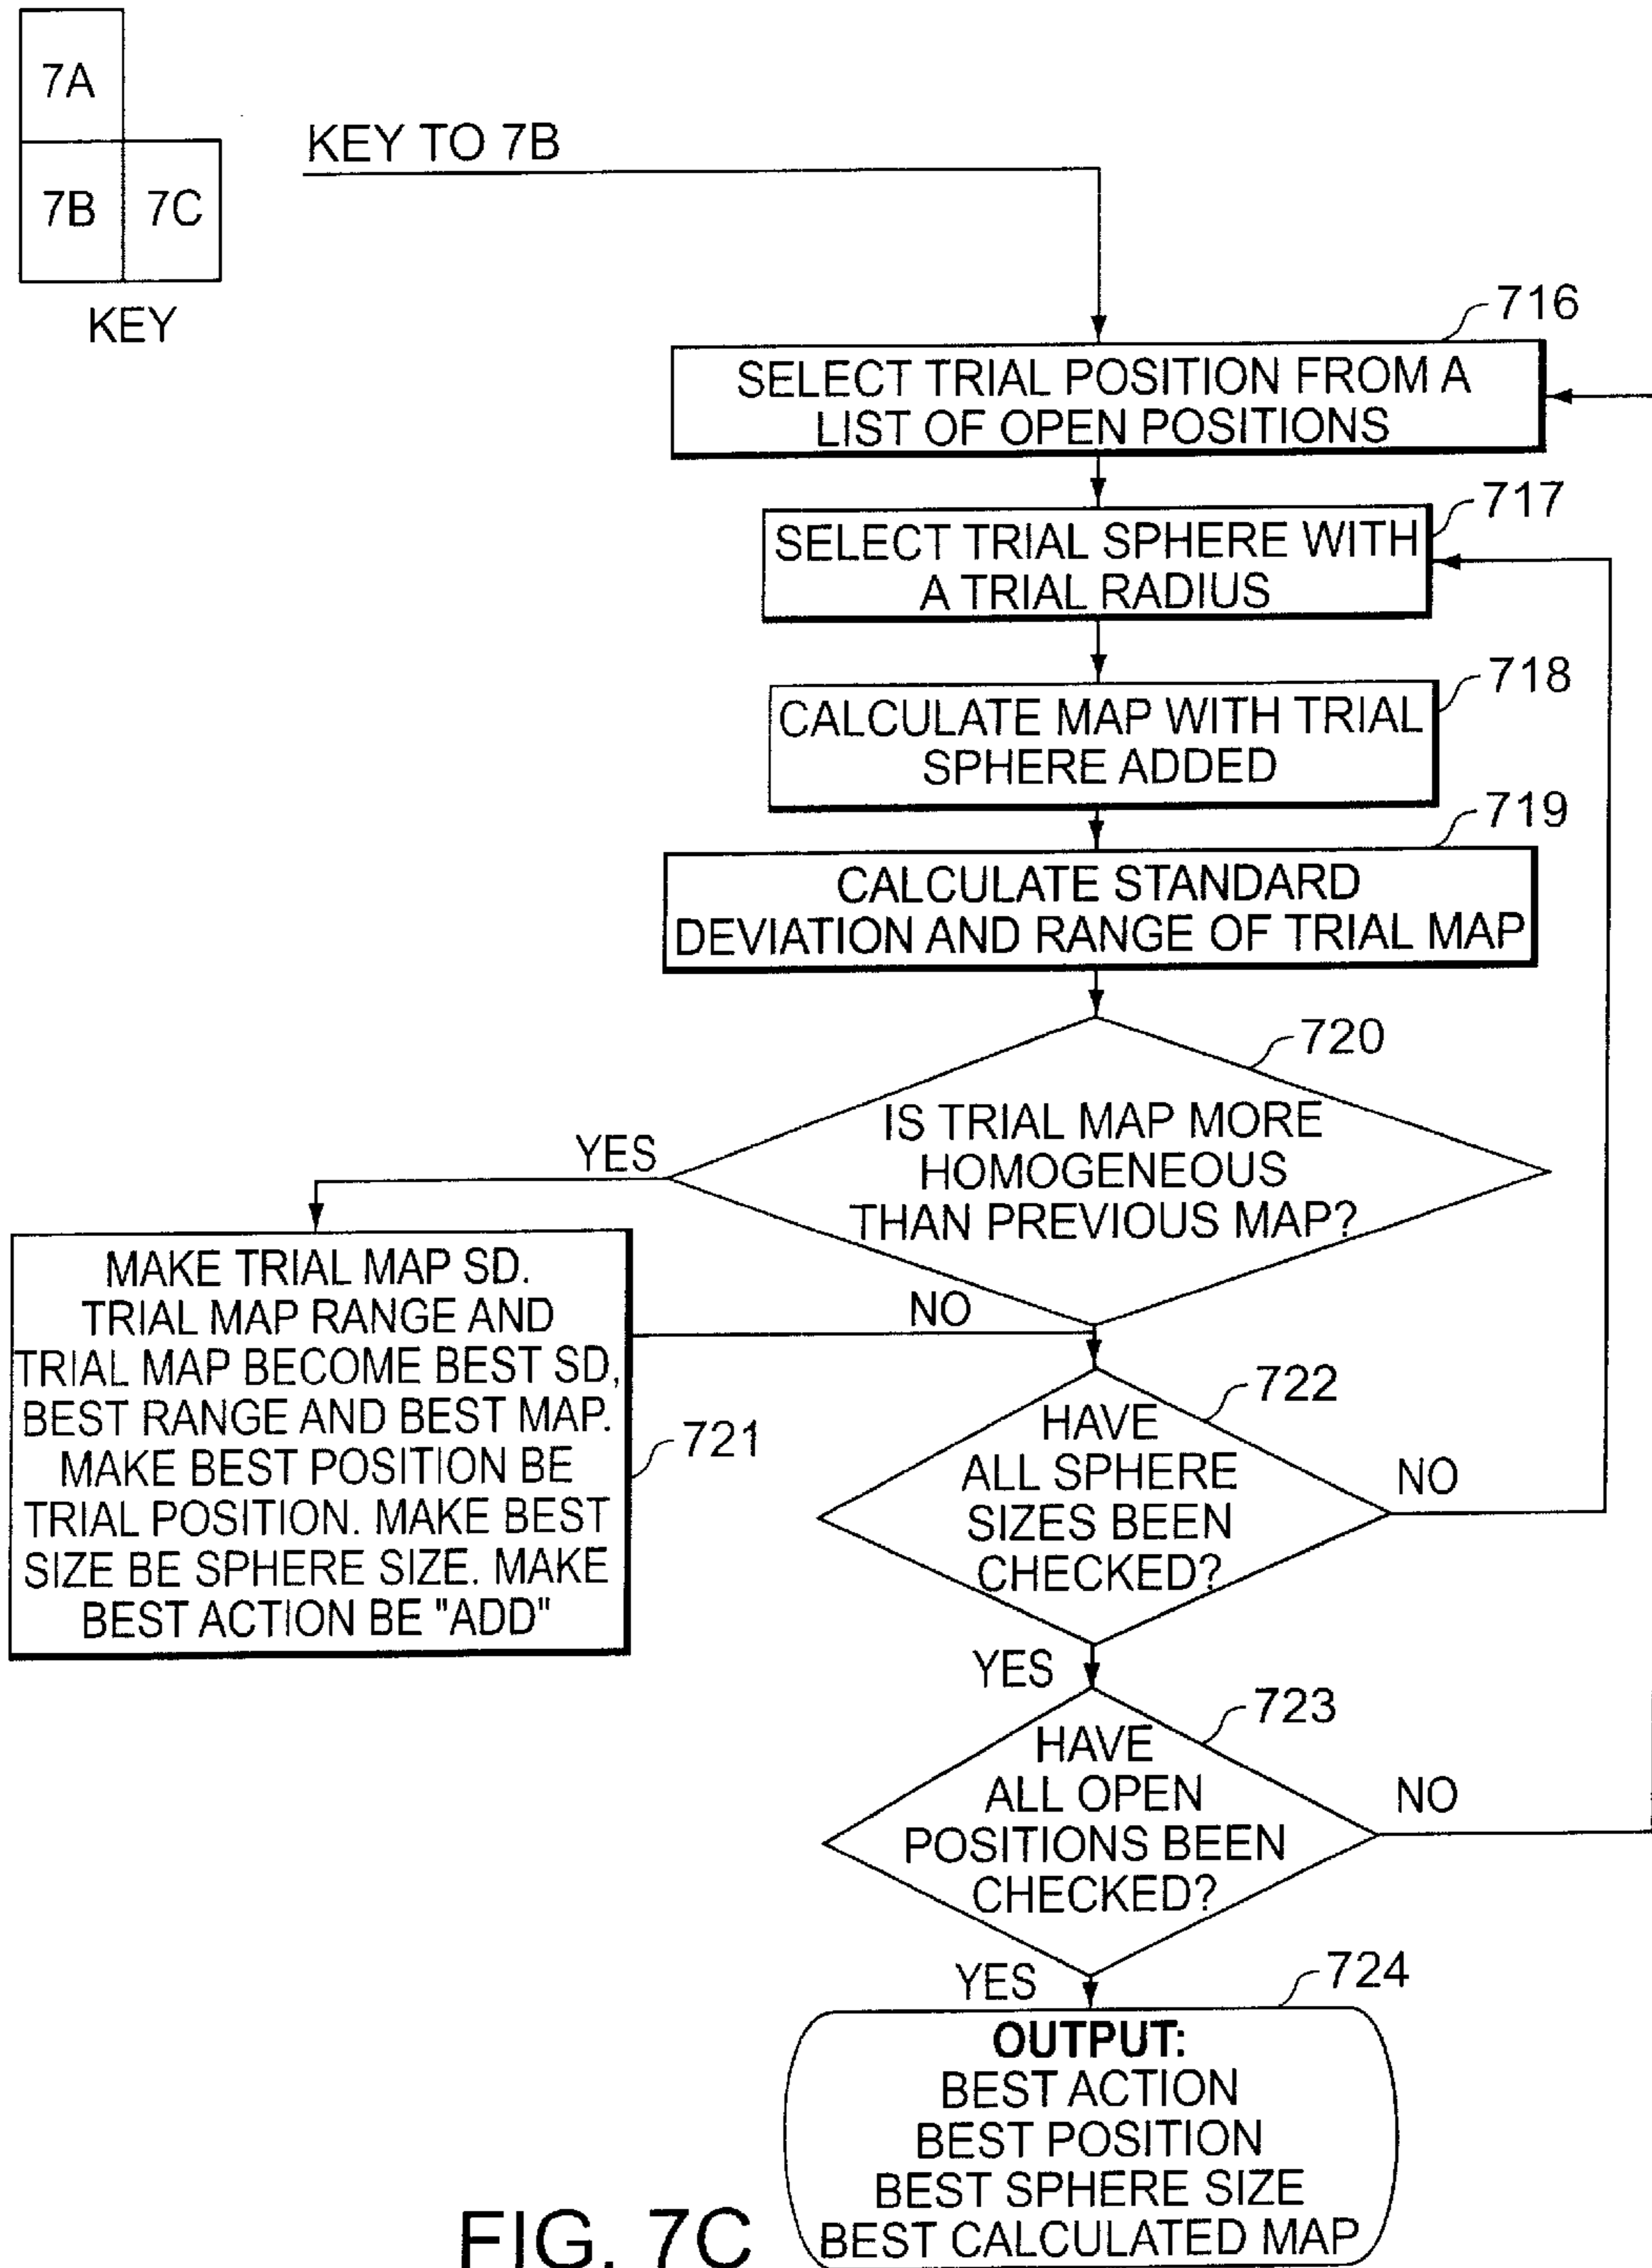 7A
7B 7C
KEY
KEY TO 7B
716
SELECT TRIAL POSITION FROM A
LIST OF OPEN POSITIONS
717
SELECT TRIAL SPHERE WITH
A TRIAL RADIUS
718
CALCULATE MAP WITH TRIAL
SPHERE ADDED
719
CALCULATE STANDARD
DEVIATION AND RANGE OF TRIAL MAP
720
IS TRIAL MAP MORE
HOMOGENEOUS
THAN PREVIOUS MAP?
YES
NO
MAKE TRIAL MAP SD.
TRIAL MAP RANGE AND
TRIAL MAP BECOME BEST SD,
BEST RANGE AND BEST MAP.
MAKE BEST POSITION BE
TRIAL POSITION. MAKE BEST
SIZE BE SPHERE SIZE. MAKE
BEST ACTION BE "ADD"
721
722
HAVE
ALL SPHERE
SIZES BEEN
CHECKED?
NO
YES
723
HAVE
ALL OPEN
POSITIONS BEEN
CHECKED?
NO
YES
724
OUTPUT:
BEST ACTION
BEST POSITION
BEST SPHERE SIZE
BEST CALCULATED MAP
FIG. 7C